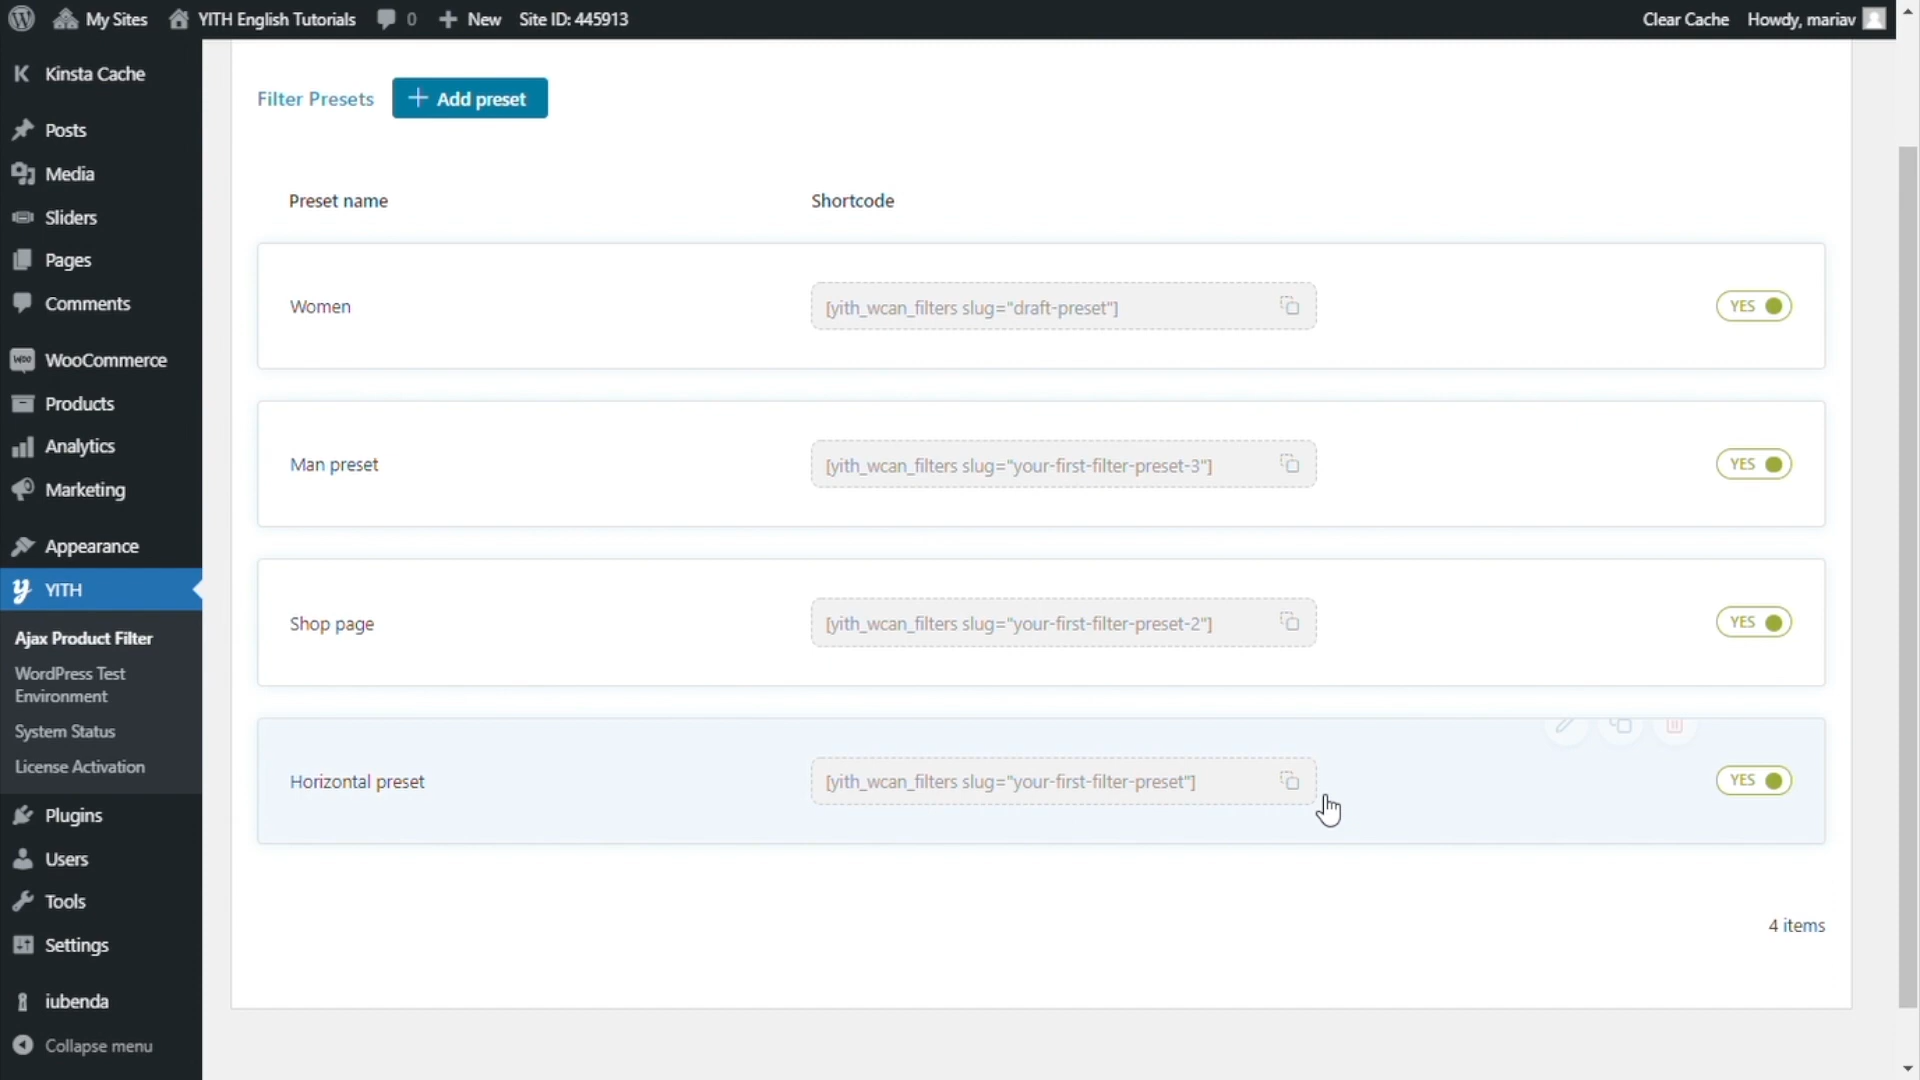 My Sites YITH English Tutorials 0 New Site ID: 445913 Clear Cache Howdy, mariav
Kinsta Cache
Posts
Media
Sliders
Pages
Comments
WooCommerce
Products
Analytics
Marketing
Appearance
YITH
Ajax Product Filter
WordPress Test
Environment
System Status
License Activation
Plugins
Users
Tools
Settings
iubenda
Collapse menu
Filter Presets Add preset
Preset name Shortcode
Women [yith_wcan_filters slug="draft-preset"] YES
Man preset [yith_wcan_filters slug="your-first-filter-preset-3"] YES
Shop page [yith_wcan_filters slug="your-first-filter-preset-2"] YES
Horizontal preset [yith_wcan_filters slug="your-first-filter-preset"] YES
4 items